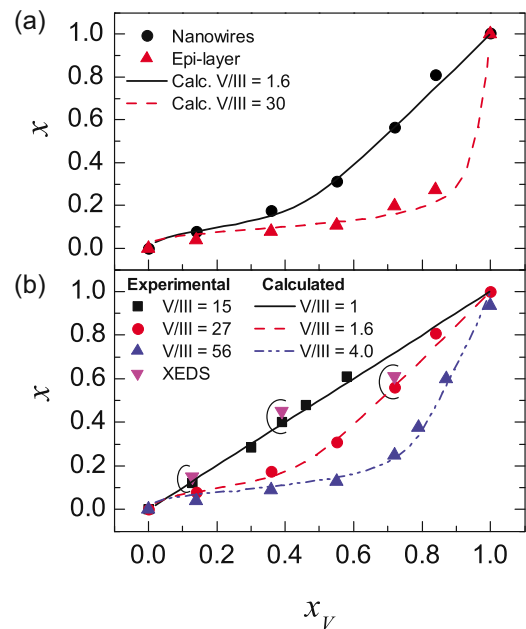 (a)
Nanowires
Epi-layer
Calc. V/III = 1.6
Calc. V/III = 30
1.0
0.8
0.6
0.4
0.2
0.0
x
(b)
Experimental Calculated
V/III = 15 V/III = 1
V/III = 27 V/III = 1.6
V/III = 56 V/III = 4.0
XEDS
1.0
0.8
0.6
0.4
0.2
0.0
x
0.0 0.2 0.4 0.6 0.8 1.0
x_V